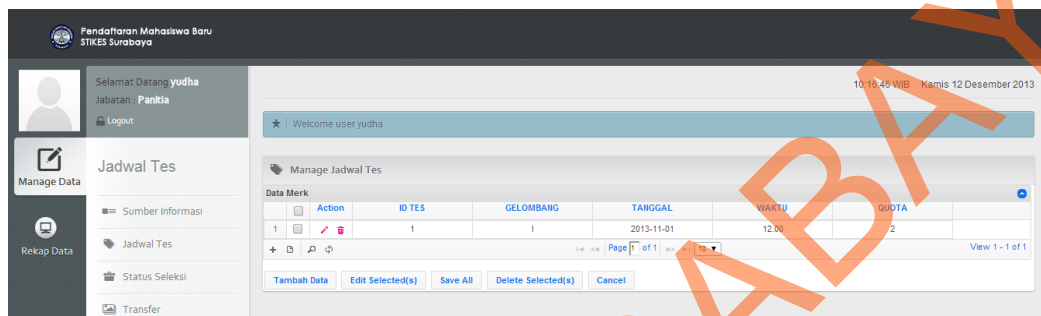 Pendaftaran Mahasiswa Baru
STIKES Surabaya
Selamat Datang yudha
Jabatan : Panitia
Logout
10:16:46 WIB Kamis 12 Desember 2013
Welcome user yudha
Manage Data
Rekap Data
Jadwal Tes
Sumber Informasi
Jadwal Tes
Status Seleksi
Transfer
Manage Jadwal Tes
Data Merk
Action ID TES GELOMBANG TANGGAL WAKTU QUOTA
1 1 I 2013-11-01 12.00 2
Page 1 of 1 10 View 1 - 1 of 1
Tambah Data Edit Selected(s) Save All Delete Selected(s) Cancel
ABAY